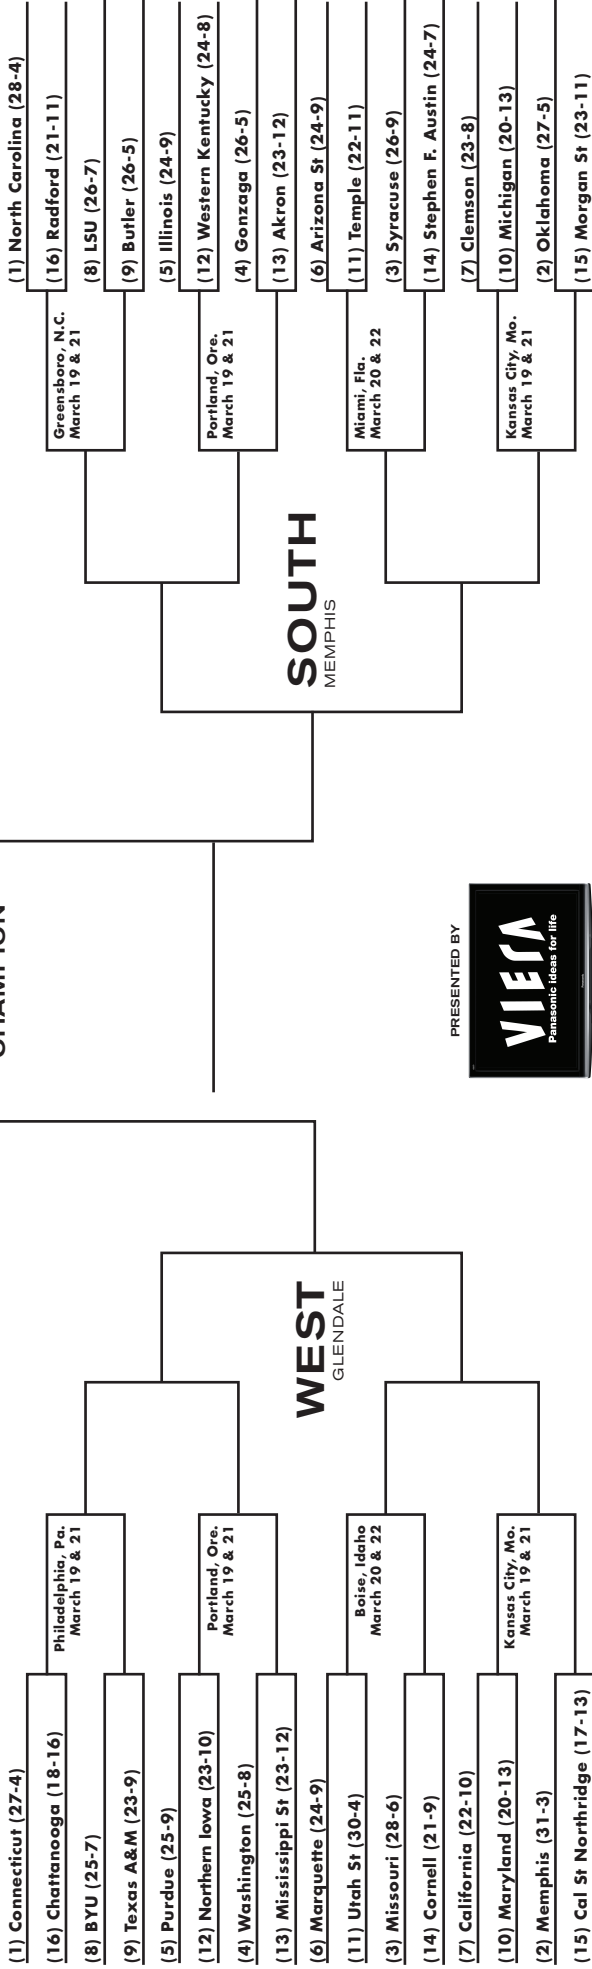 (1) Connecticut (27-4)
(16) Chattanooga (18-16)
(8) BYU (25-7)
(9) Texas A&M (23-9)
(5) Purdue (25-9)
(12) Northern Iowa (23-10)
(4) Washington (25-8)
(13) Mississippi St (23-12)
(6) Marquette (24-9)
(11) Utah St (30-4)
(3) Missouri (28-6)
(14) Cornell (21-9)
(7) California (22-10)
(10) Maryland (20-13)
(2) Memphis (31-3)
(15) Cal St Northridge (17-13)
Philadelphia, Pa.
March 19 & 21
Portland, Ore.
March 19 & 21
Boise, Idaho
March 20 & 22
Kansas City, Mo.
March 19 & 21
WEST
GLENDALE
CHAMPION
PRESENTED BY
VIERA
Panasonic ideas for life
SOUTH
MEMPHIS
Greensboro, N.C.
March 19 & 21
Portland, Ore.
March 19 & 21
Miami, Fla.
March 20 & 22
Kansas City, Mo.
March 19 & 21
(1) North Carolina (28-4)
(16) Radford (21-11)
(8) LSU (26-7)
(9) Butler (26-5)
(5) Illinois (24-9)
(12) Western Kentucky (24-8)
(4) Gonzaga (26-5)
(13) Akron (23-12)
(6) Arizona St (24-9)
(11) Temple (22-11)
(3) Syracuse (26-9)
(14) Stephen F. Austin (24-7)
(7) Clemson (23-8)
(10) Michigan (20-13)
(2) Oklahoma (27-5)
(15) Morgan St (23-11)